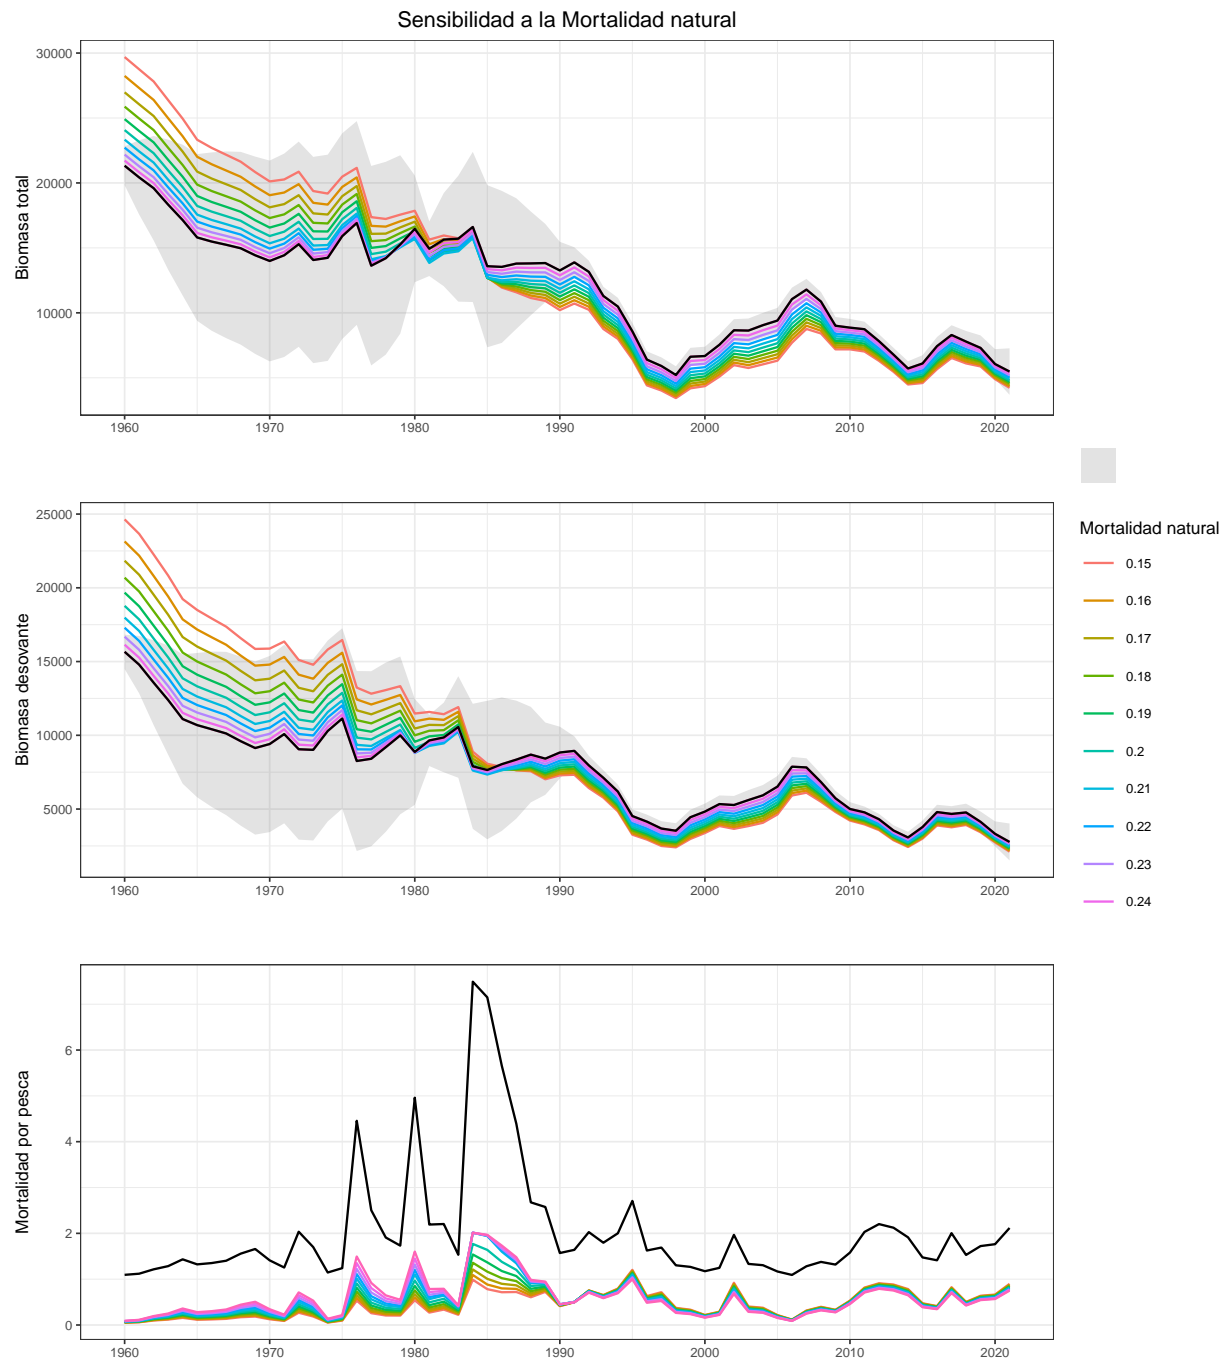 Sensibilidad a la Mortalidad natural
Biomasa total
30000
20000
10000
1960 1970 1980 1990 2000 2010 2020
Biomasa desovante
25000
20000
15000
10000
5000
1960 1970 1980 1990 2000 2010 2020
Mortalidad natural
0.15
0.16
0.17
0.18
0.19
0.2
0.21
0.22
0.23
0.24
Mortalidad por pesca
6
4
2
0
1960 1970 1980 1990 2000 2010 2020